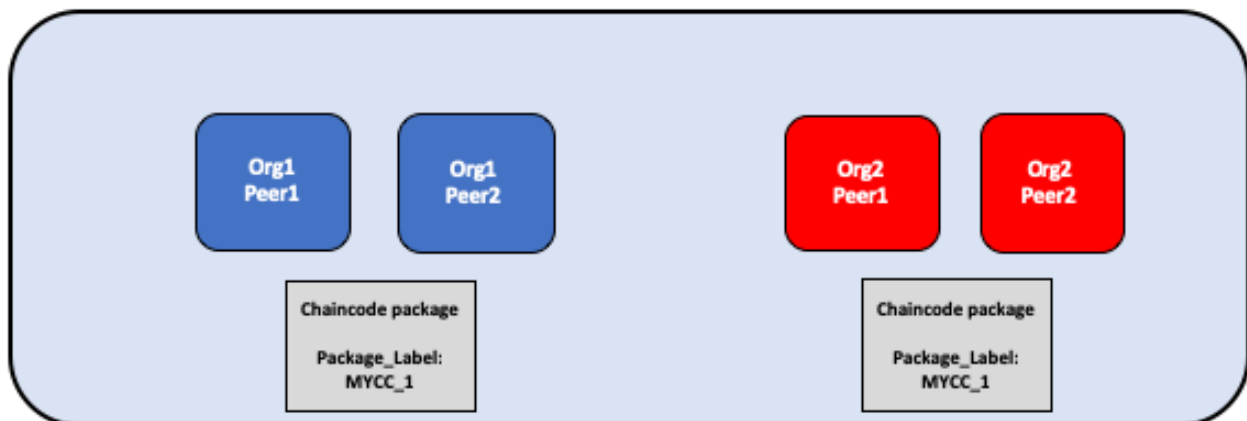 Org1
Peer1
Org1
Peer2
Org2
Peer1
Org2
Peer2
Chaincode package
Package_Label:
MYCC_1
Chaincode package
Package_Label:
MYCC_1